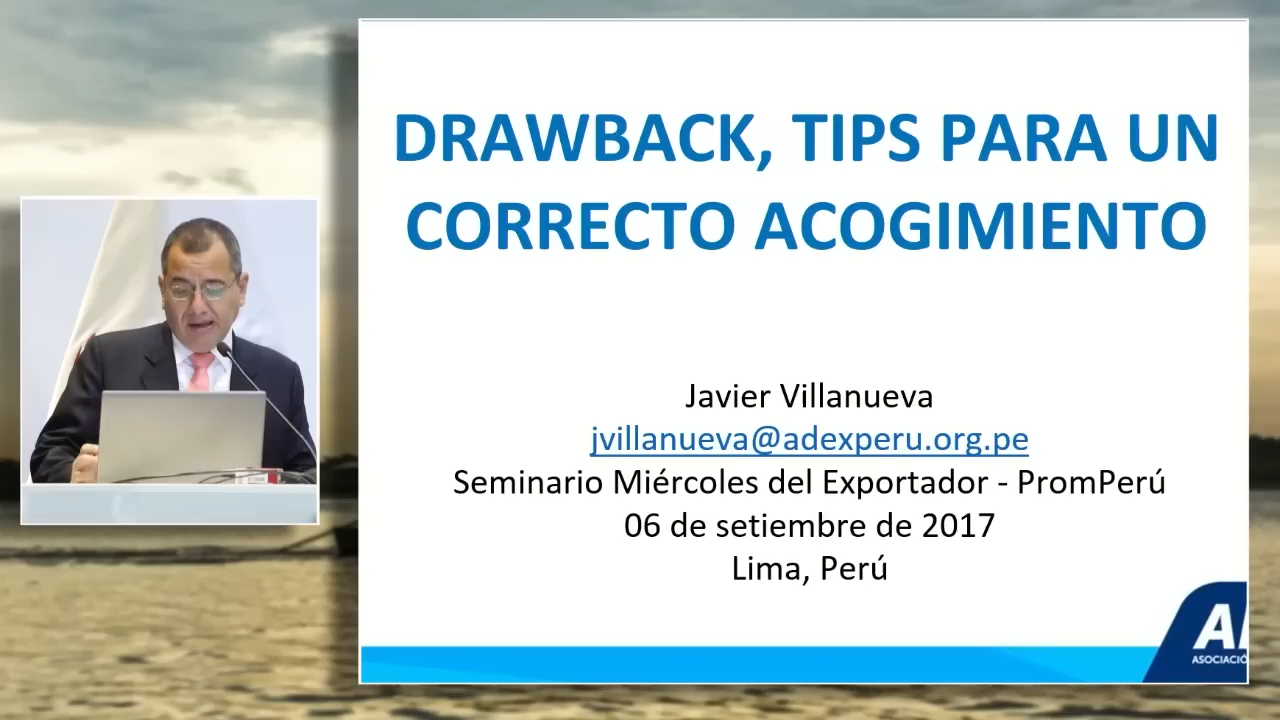 DRAWBACK, TIPS PARA UN
CORRECTO ACOGIMIENTO
Javier Villanueva
jvillanueva@adexperu.org.pe
Seminario Miércoles del Exportador - PromPerú
06 de setiembre de 2017
Lima, Perú